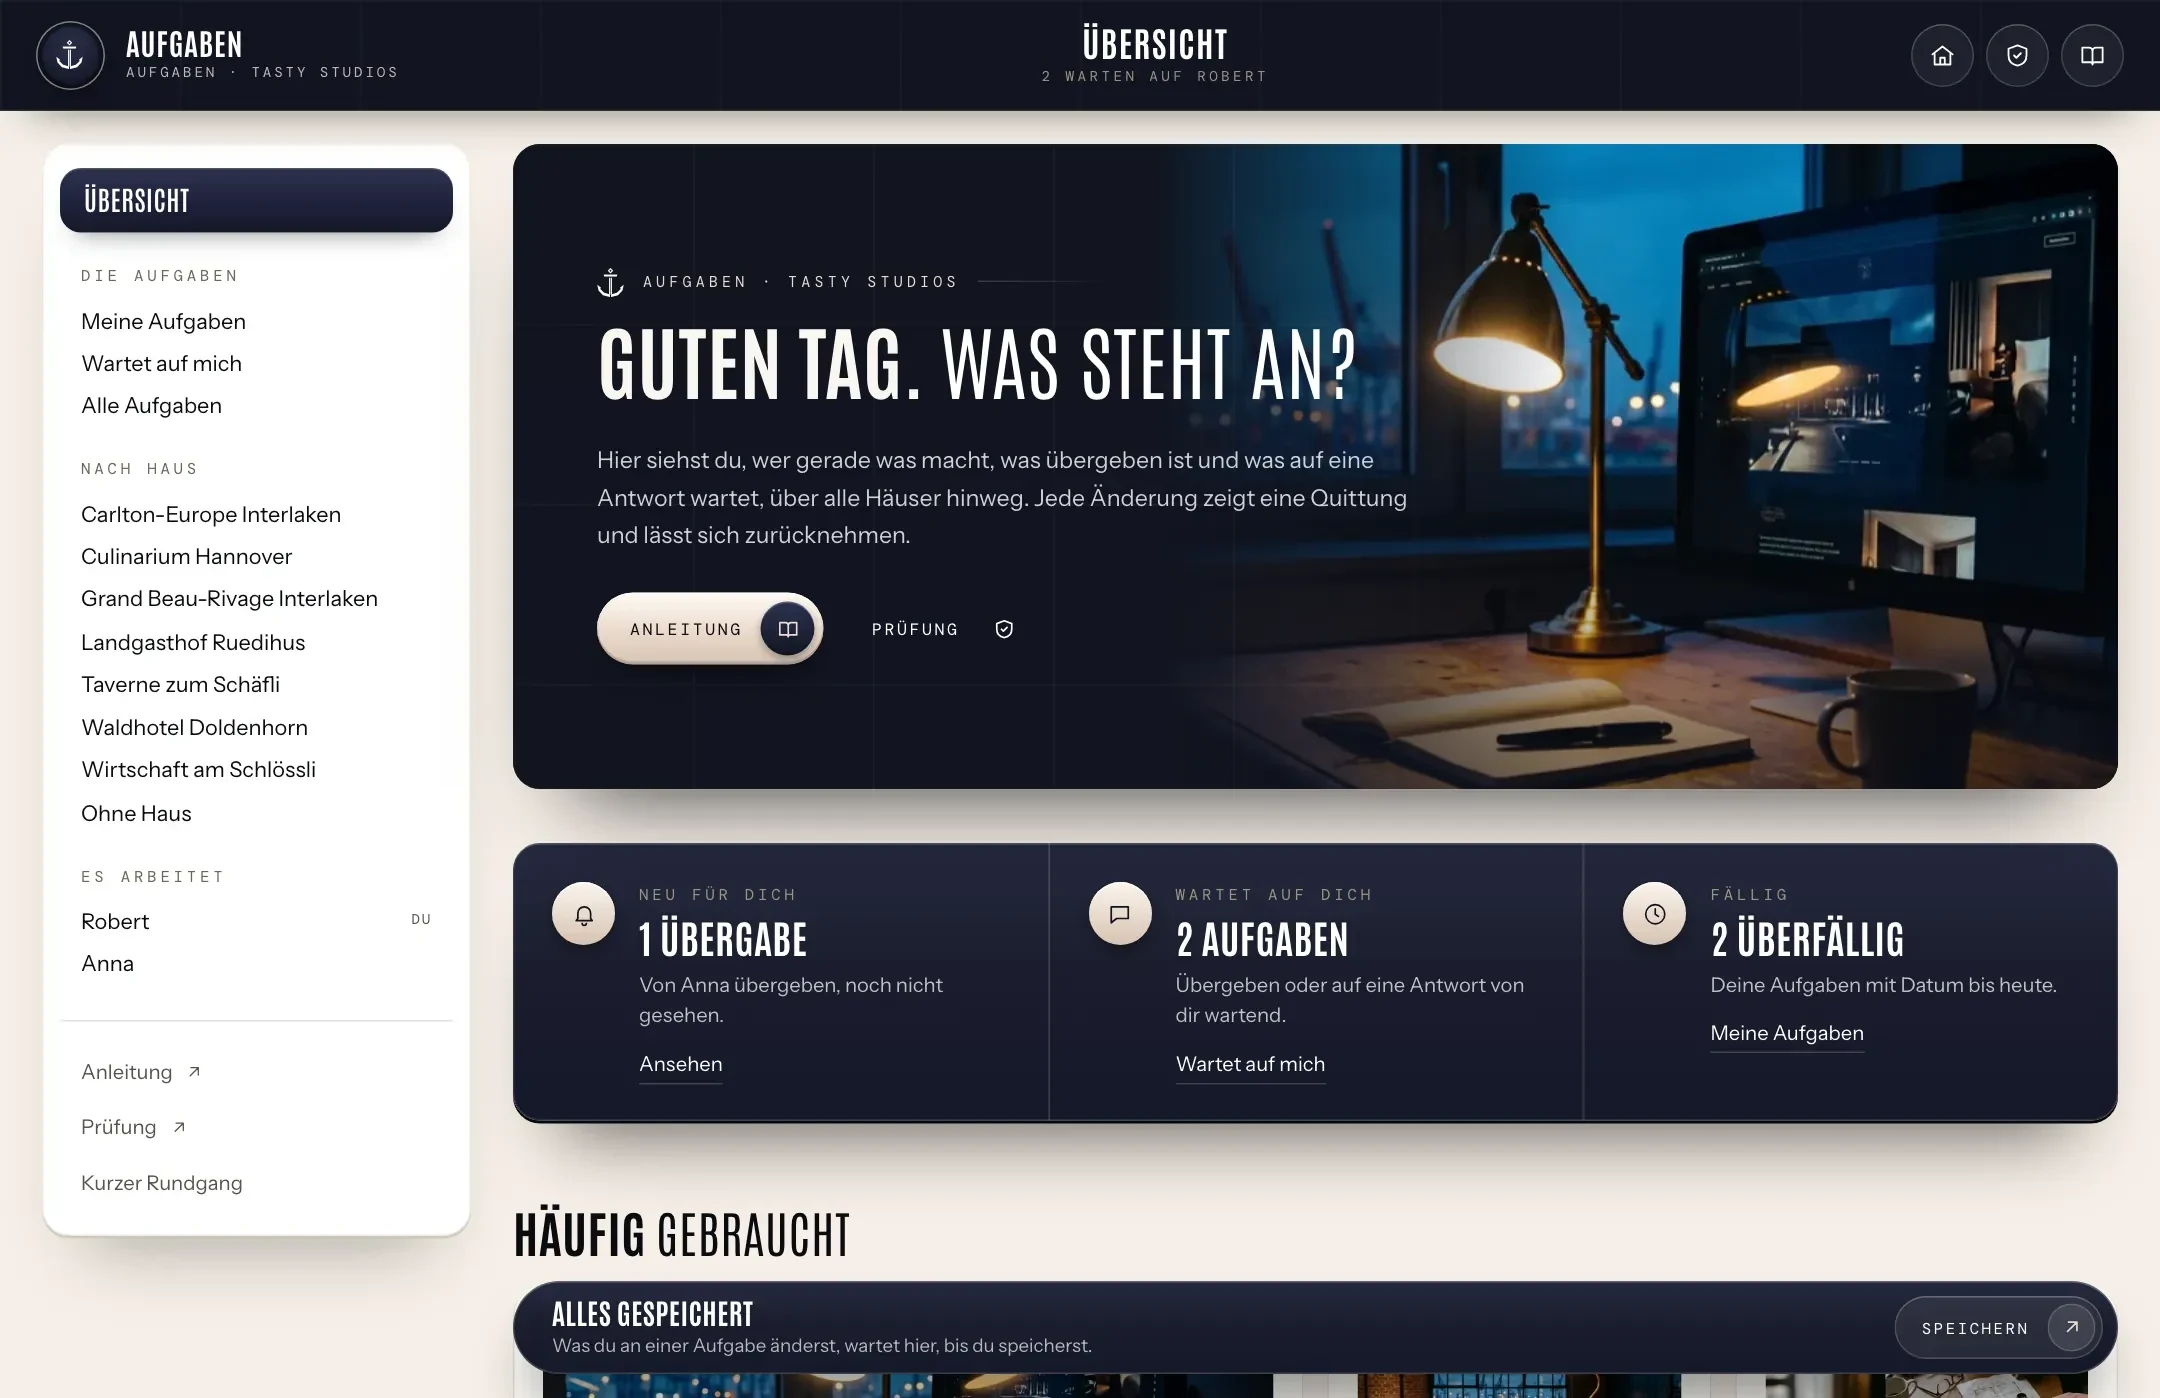 AUFGABEN
AUFGABEN · TASTY STUDIOS
ÜBERSICHT
2 WARTEN AUF ROBERT
ÜBERSICHT
DIE AUFGABEN
Meine Aufgaben
Wartet auf mich
Alle Aufgaben
NACH HAUS
Carlton-Europe Interlaken
Culinarium Hannover
Grand Beau-Rivage Interlaken
Landgasthof Ruedihus
Taverne zum Schäfli
Waldhotel Doldenhorn
Wirtschaft am Schlössli
Ohne Haus
ES ARBEITET
Robert DU
Anna
Anleitung
Prüfung
Kurzer Rundgang
AUFGABEN · TASTY STUDIOS
GUTEN TAG. WAS STEHT AN?
Hier siehst du, wer gerade was macht, was übergeben ist und was auf eine
Antwort wartet, über alle Häuser hinweg. Jede Änderung zeigt eine Quittung
und lässt sich zurücknehmen.
ANLEITUNG
PRÜFUNG
NEU FÜR DICH
1 ÜBERGABE
Von Anna übergeben, noch nicht
gesehen.
Ansehen
WARTET AUF DICH
2 AUFGABEN
Übergeben oder auf eine Antwort von
dir wartend.
Wartet auf mich
FÄLLIG
2 ÜBERFÄLLIG
Deine Aufgaben mit Datum bis heute.
Meine Aufgaben
HÄUFIG GEBRAUCHT
ALLES GESPEICHERT
Was du an einer Aufgabe änderst, wartet hier, bis du speicherst.
SPEICHERN